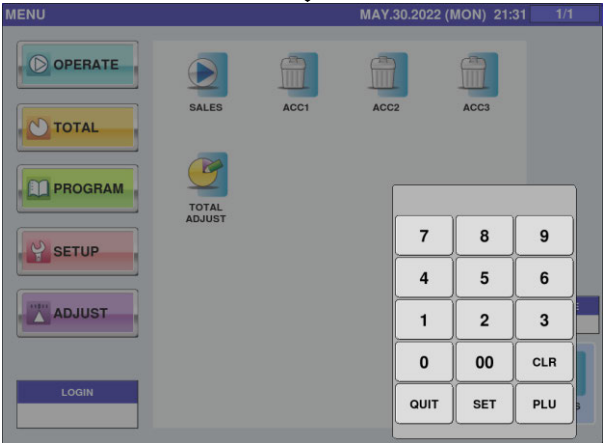 MENU MAY.30.2022 (MON) 21:31 1/1
OPERATE
TOTAL
PROGRAM
SETUP
ADJUST
LOGIN
SALES ACC1 ACC2 ACC3
TOTAL
ADJUST
7 8 9
4 5 6
1 2 3
0 00 CLR
QUIT SET PLU